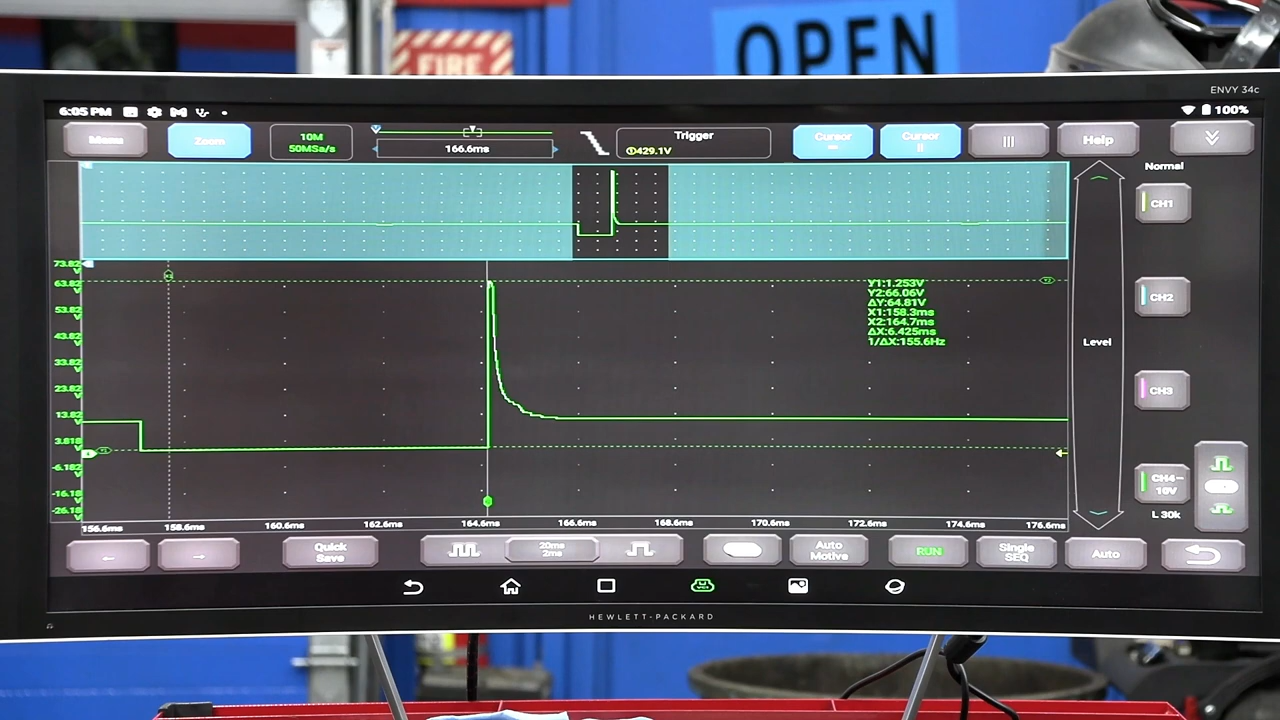 OPEN
FIRE
ENVY 34c
6:05 PM
100%
Menu
Zoom
10M
50MSa/s
166.6ms
Trigger
①429.1V
Cursor
Cursor
Help
Normal
CH1
CH2
CH3
CH4
10V
L 30k
Level
73.82
V
63.82
V
53.82
V
43.82
V
33.82
V
23.82
V
13.82
V
3.818
V
-6.182
V
-16.18
V
-26.18
V
Y1:1.253V
Y2:66.06V
ΔY:64.81V
X1:158.3ms
X2:164.7ms
ΔX:6.425ms
1/ΔX:155.6Hz
156.6ms 158.6ms 160.6ms 162.6ms 164.6ms 166.6ms 168.6ms 170.6ms 172.6ms 174.6ms 176.6ms
Quick
Save
20ms
2ms
Auto
Motive
RUN
Single
SEQ
Auto
HEWLETT-PACKARD